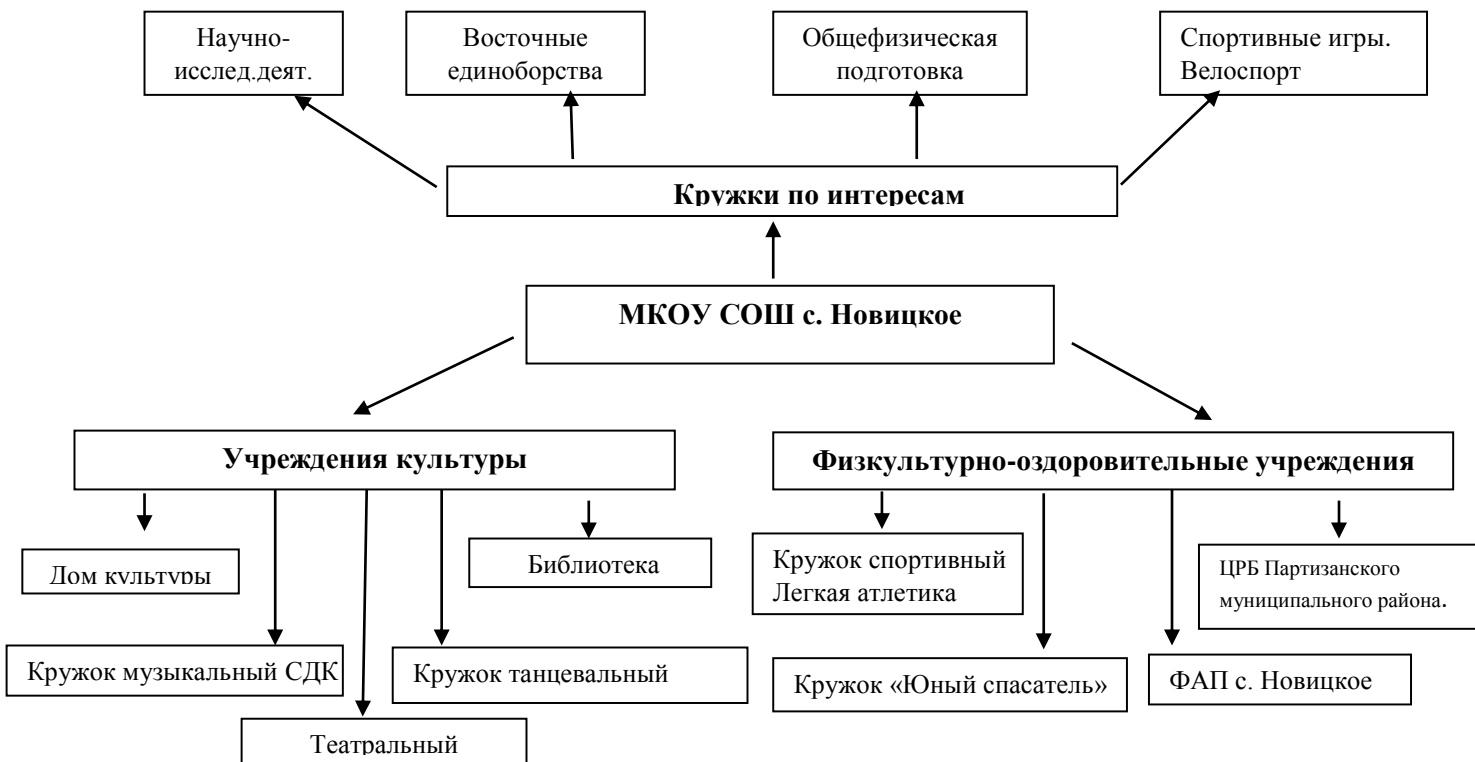 Научно-
исслед.деят.
Восточные
единоборства
Общефизическая
подготовка
Спортивные игры.
Велоспорт
Кружки по интересам
МКОУ СОШ с. Новицкое
Учреждения культуры
Физкультурно-оздоровительные учреждения
Дом культуры
Библиотека
Кружок спортивный
Легкая атлетика
ЦРБ Партизанского
муниципального района.
Кружок музыкальный СДК
Кружок танцевальный
Кружок «Юный спасатель»
ФАП с. Новицкое
Театральный